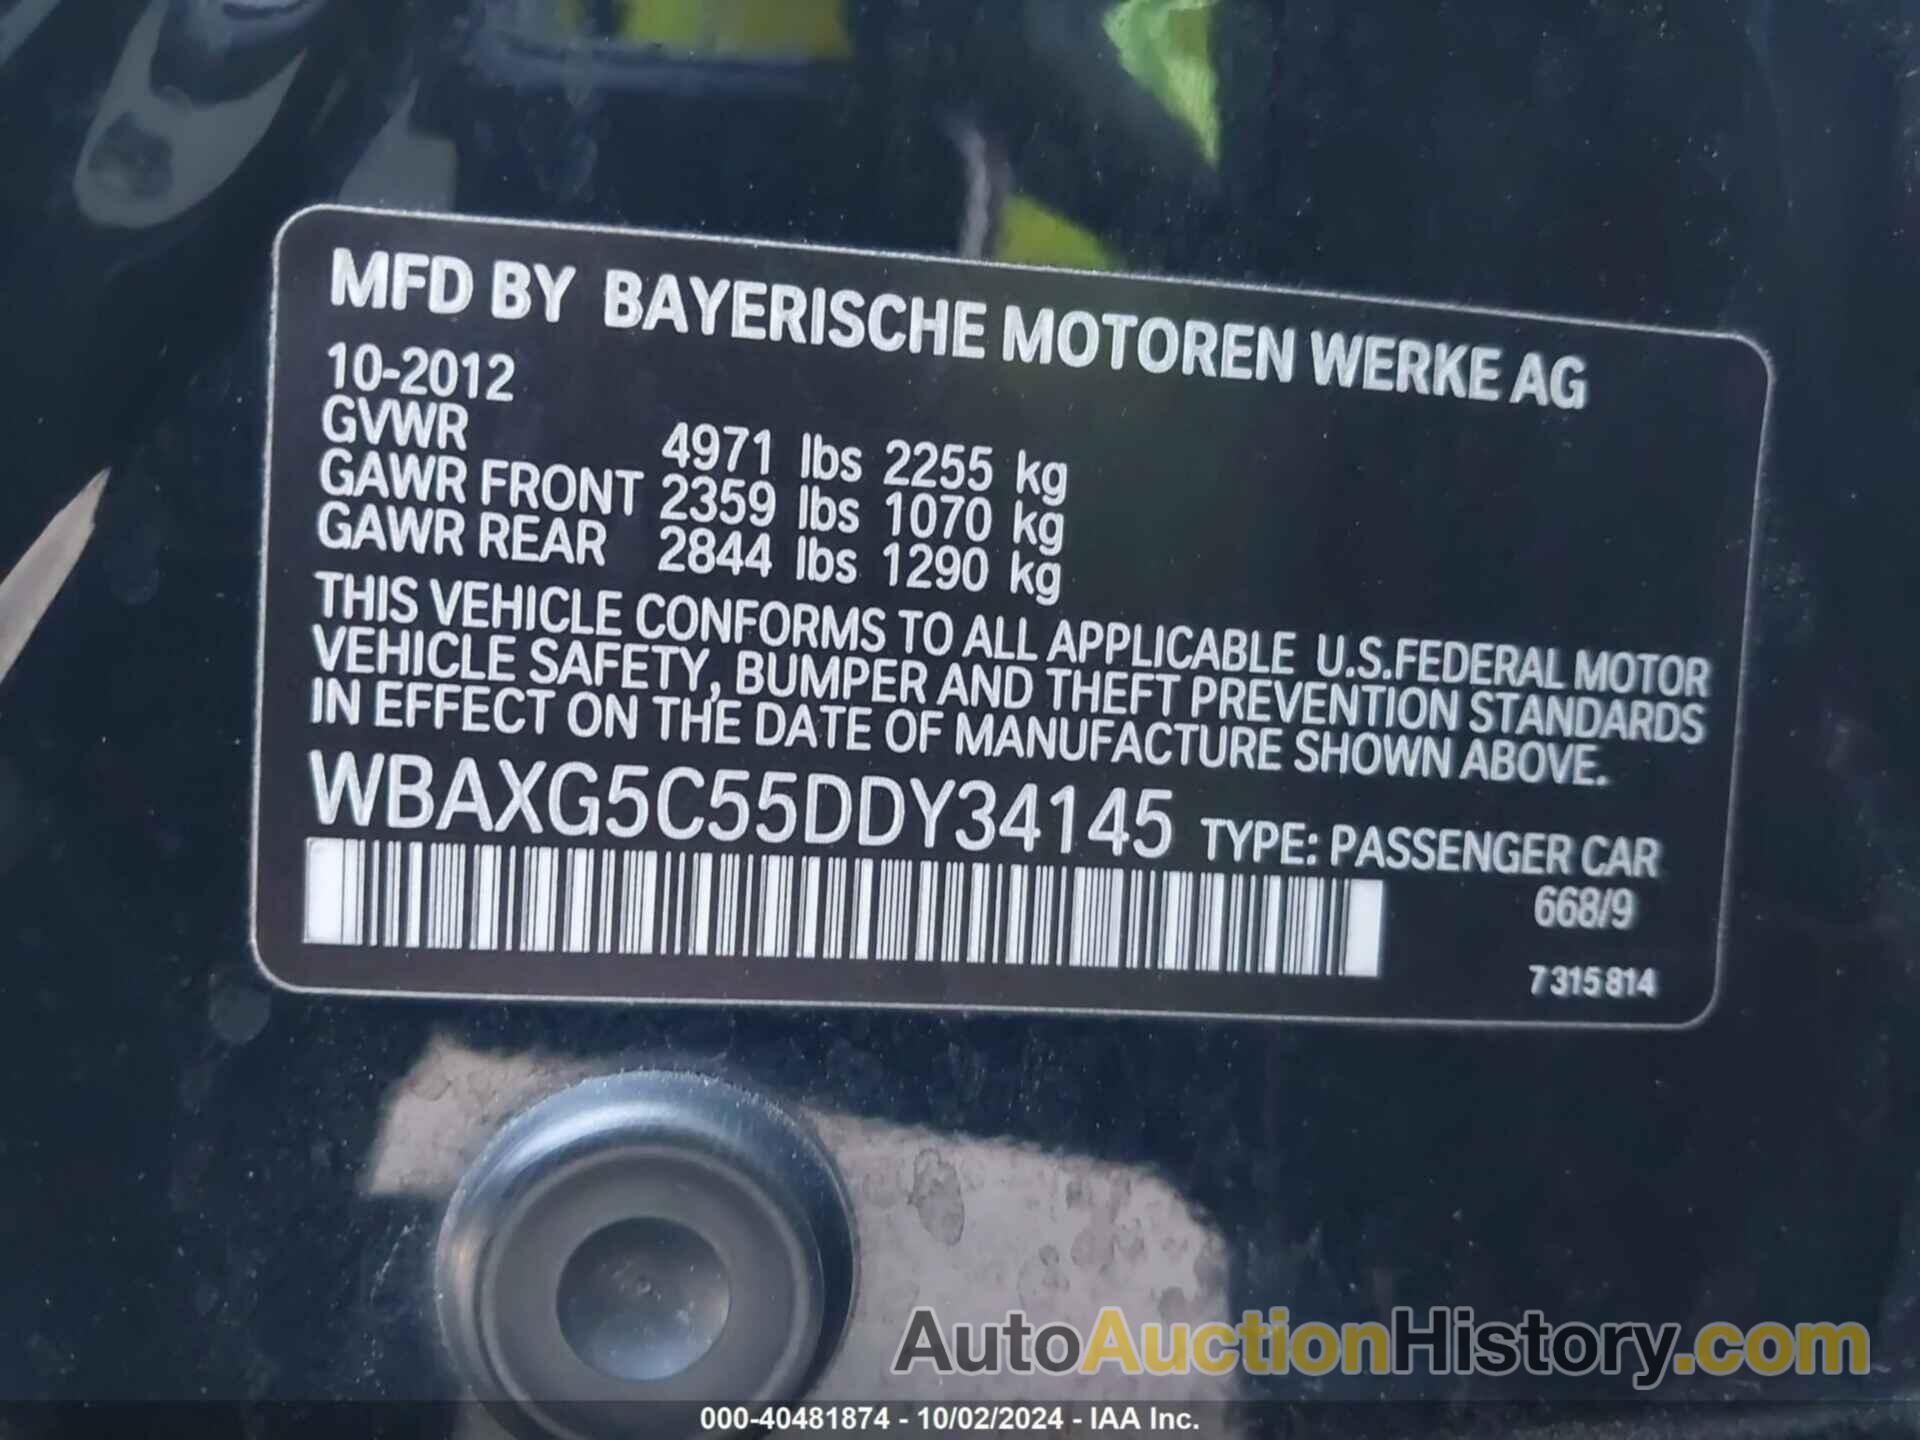 MFD BY BAYERISCHE MOTOREN WERKE AG
10-2012
GVWR 4971 lbs 2255 kg
GAWR FRONT 2359 lbs 1070 kg
GAWR REAR 2844 lbs 1290 kg
THIS VEHICLE CONFORMS TO ALL APPLICABLE U.S.FEDERAL MOTOR
VEHICLE SAFETY, BUMPER AND THEFT PREVENTION STANDARDS
IN EFFECT ON THE DATE OF MANUFACTURE SHOWN ABOVE.
WBAXG5C55DDY34145 TYPE: PASSENGER CAR
668/9
7 315 814
AutoAuctionHistory.com
000-40481874 - 10/02/2024 - IAA Inc.